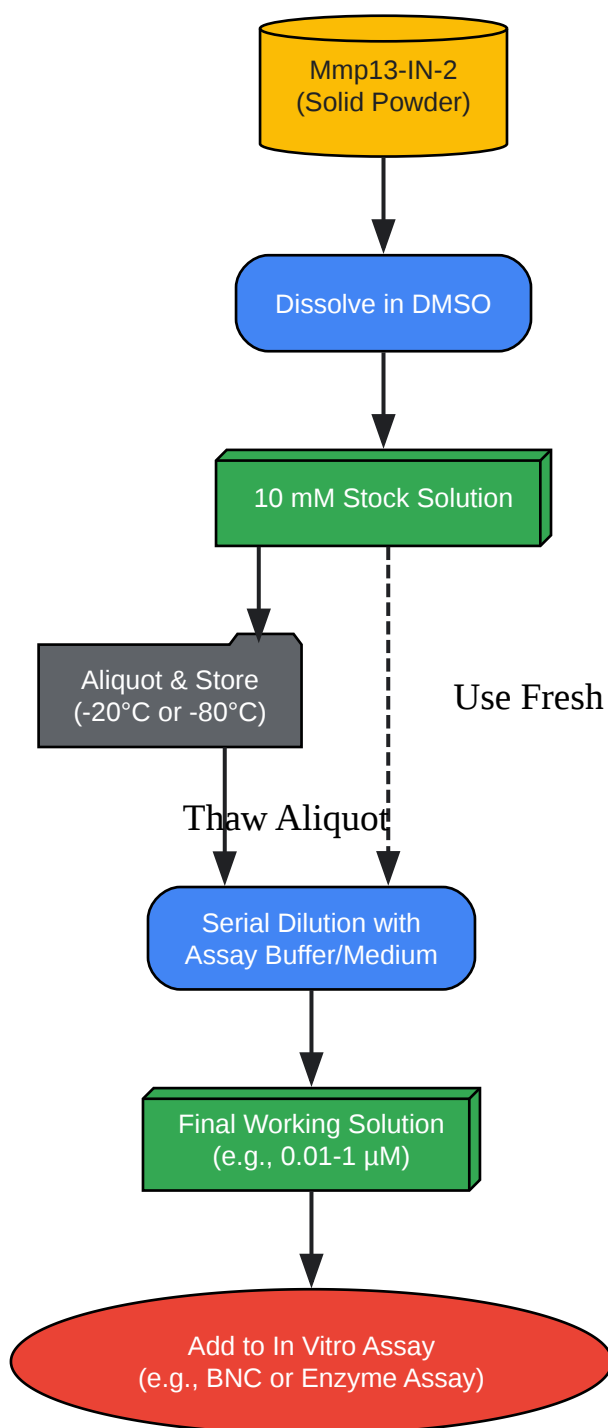 Mmp13-IN-2
(Solid Powder)
Dissolve in DMSO
10 mM Stock Solution
Aliquot & Store
(-20°C or -80°C)
Use Fresh
Thaw Aliquot
Serial Dilution with
Assay Buffer/Medium
Final Working Solution
(e.g., 0.01-1 µM)
Add to In Vitro Assay
(e.g., BNC or Enzyme Assay)